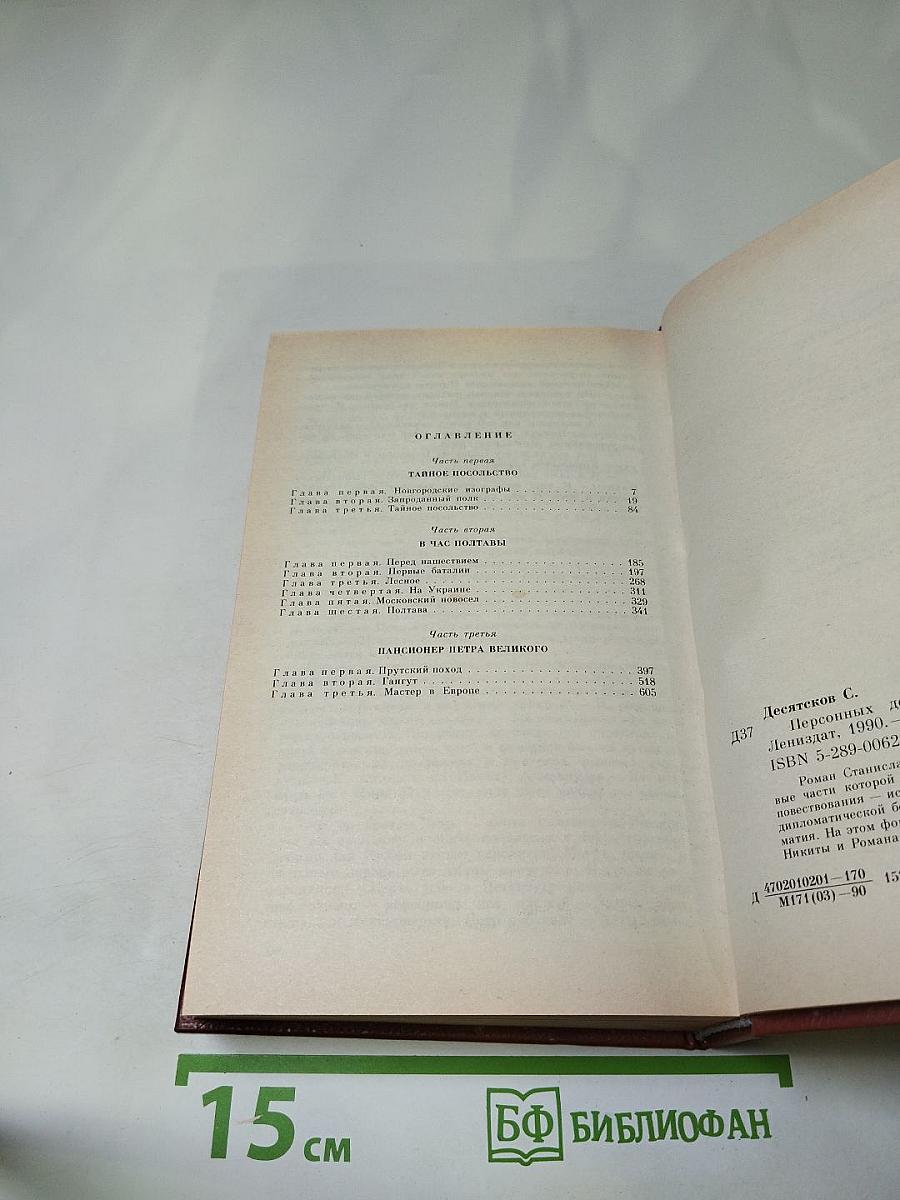 ОГЛАВЛЕНИЕ
Часть первая
ТАЙНОЕ ПОСОЛЬСТВО
Глава первая. Новгородские изографы . . . . . . . . . . . . 7
Глава вторая. Запроданный полк . . . . . . . . . . . . . . . 19
Глава третья. Тайное посольство . . . . . . . . . . . . . . . 84
Часть вторая
В ЧАС ПОЛТАВЫ
Глава первая. Перед нашествием . . . . . . . . . . . . . . . 185
Глава вторая. Первые баталии . . . . . . . . . . . . . . . . 197
Глава третья. Лесное . . . . . . . . . . . . . . . . . . . . . 268
Глава четвертая. На Украине . . . . . . . . . . . . . . . . 311
Глава пятая. Московский новосел . . . . . . . . . . . . . . 329
Глава шестая. Полтава . . . . . . . . . . . . . . . . . . . . 341
Часть третья
ПАНСИОНЕР ПЕТРА ВЕЛИКОГО
Глава первая. Прутский поход . . . . . . . . . . . . . . . . 397
Глава вторая. Гангут . . . . . . . . . . . . . . . . . . . . . 518
Глава третья. Мастер в Европе . . . . . . . . . . . . . . . 605
Десятсков С.
Д37 Персонных де
Лениздат, 1990.—
ISBN 5-289-0062
Роман Станисла
вые части которой
повествования — ис
дипломатической б
матия. На этом фо
Никиты и Романа
Д 4702010201—170 15
М171(03)—90
15 см
БФ БИБЛИОФАН